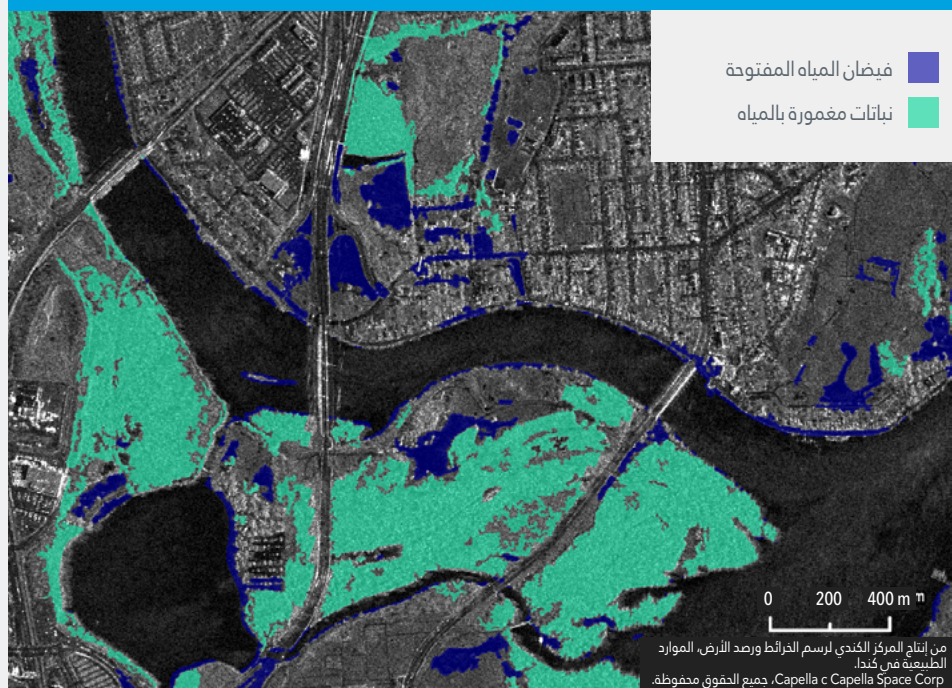 فيضان المياه المفتوحة
نباتات مغمورة بالمياه
0 200 400 m م
من إنتاج المركز الكندي لرسم الخرائط ورصد الأرض، الموارد
الطبيعية في كندا.
Capella c Capella Space Corp، جميع الحقوق محفوظة.